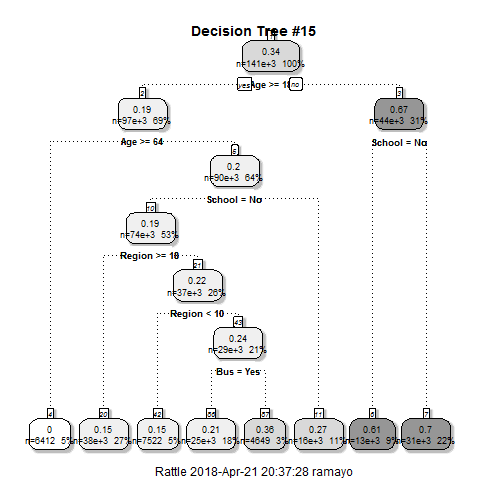 Decision Tree #15
0.34
n=141e+3 100%
yes
no
2
3
0.19
n=97e+3 69%
0.67
n=44e+3 31%
Age >= 64
School = No
5
0.2
n=90e+3 64%
School = No
10
0.19
n=74e+3 53%
Region >= 18
21
0.22
n=37e+3 26%
Region < 10
43
0.24
n=29e+3 21%
Bus = Yes
4
20
42
86
87
11
6
7
0
n=6412 5%
0.15
n=38e+3 27%
0.15
n=7522 5%
0.21
n=25e+3 18%
0.36
n=4649 3%
0.27
n=16e+3 11%
0.61
n=13e+3 9%
0.7
n=31e+3 22%
Rattle 2018-Apr-21 20:37:28 ramayo